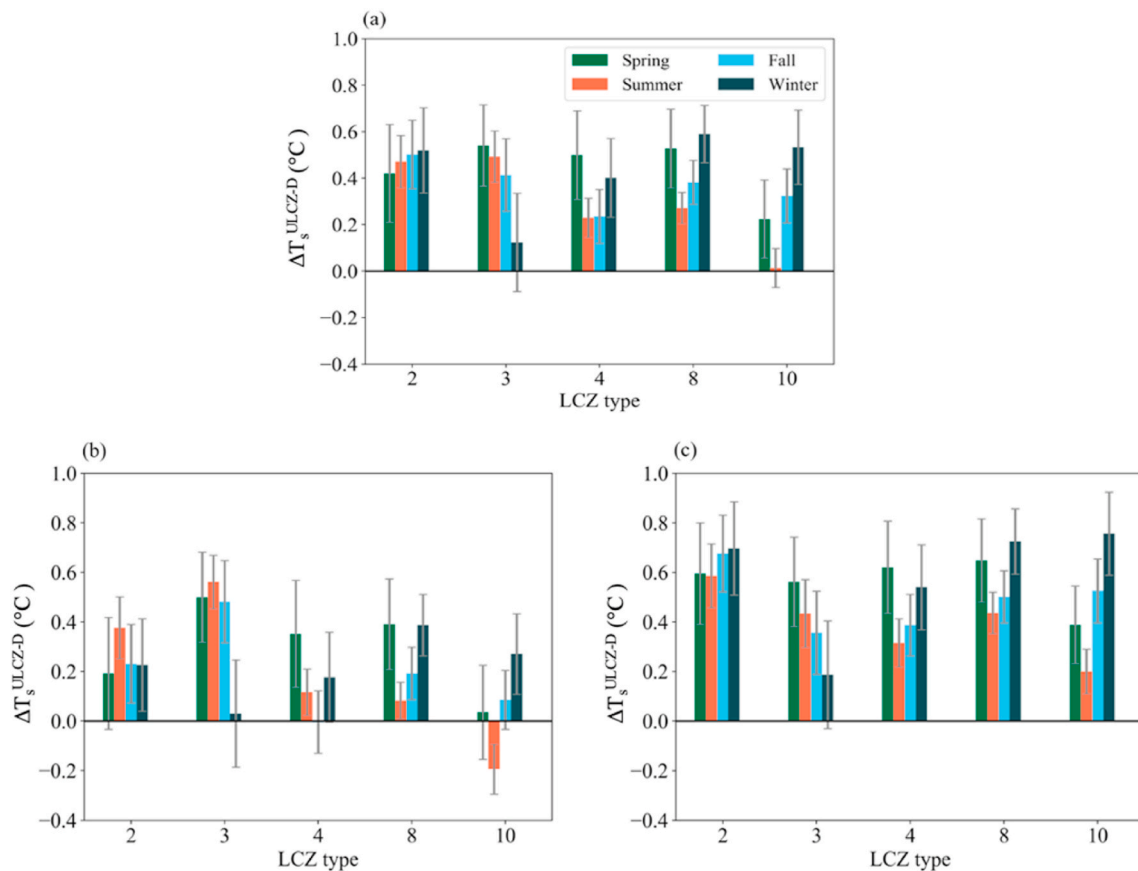 (a)
1.0
0.8
0.6
0.4
0.2
0.0
−0.2
−0.4
ΔTs ULCZ-D (°C)
Spring Fall
Summer Winter
2 3 4 8 10
LCZ type
(b)
1.0
0.8
0.6
0.4
0.2
0.0
−0.2
−0.4
ΔTs ULCZ-D (°C)
2 3 4 8 10
LCZ type
(c)
1.0
0.8
0.6
0.4
0.2
0.0
−0.2
−0.4
ΔTs ULCZ-D (°C)
2 3 4 8 10
LCZ type